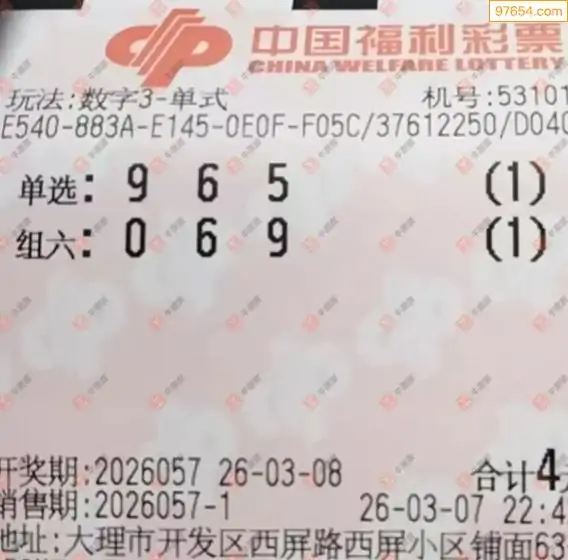 97654.com
中国福利彩票
CHINA WELFARE LOTTERY
玩法:数字3-单式 机号:53101
E540-883A-E145-0E0F-F05C/37612250/D040
单选: 9 6 5 (1)
组六: 0 6 9 (1)
开奖期:2026057 26-03-08 合计4元
销售期:2026057-1 26-03-07 22:4
地址:大理市开发区西屏路西屏小区铺面63